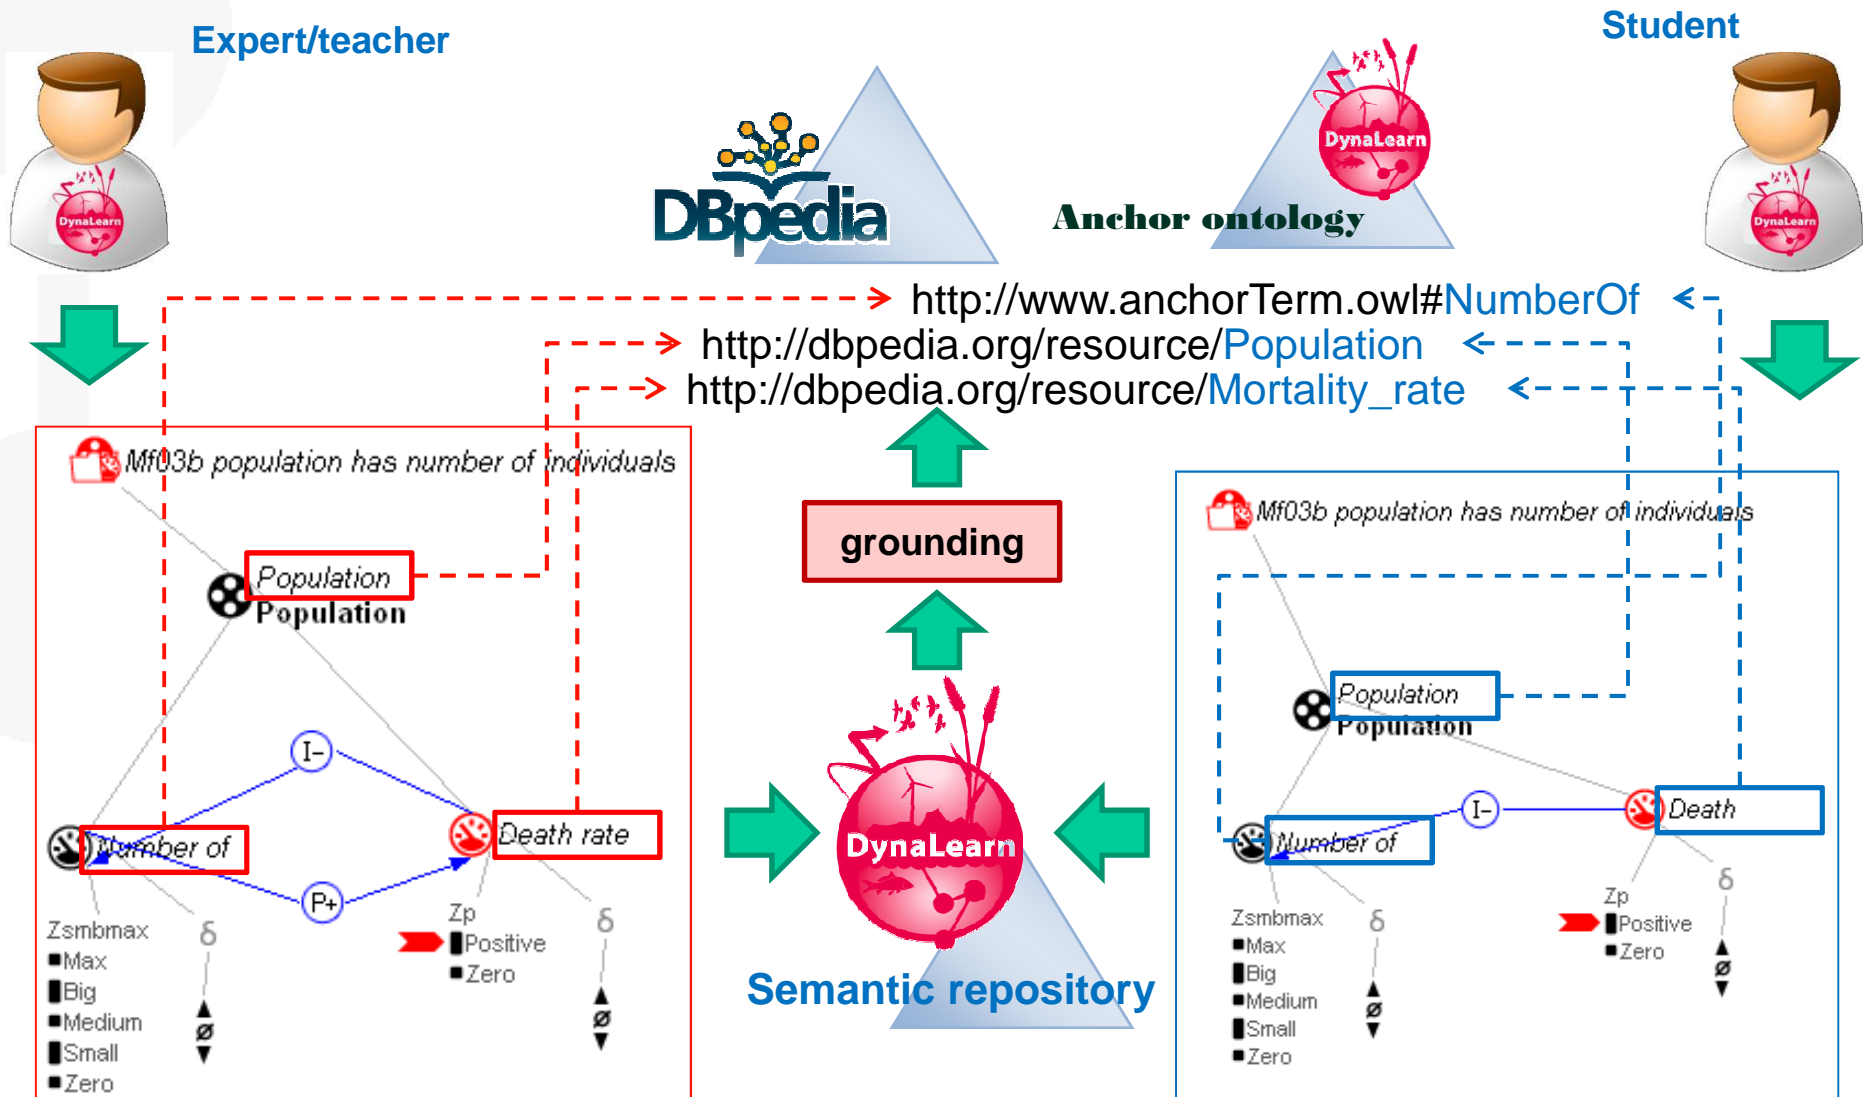 Expert/teacher
Student
DynaLearn
DynaLearn
DynaLearn
DBpedia
Anchor ontology
http://www.anchorTerm.owl#NumberOf
http://dbpedia.org/resource/Population
http://dbpedia.org/resource/Mortality_rate
Mf03b population has number of individuals
Population
Population
I-
Number of
Death rate
P+
Zsmbmax
Max
Big
Medium
Small
Zero
δ
Ø
Zp
Positive
Zero
δ
Ø
grounding
DynaLearn
Semantic repository
Mf03b population has number of individuals
Population
Population
I-
Number of
Death
Zsmbmax
Max
Big
Medium
Small
Zero
δ
Ø
Zp
Positive
Zero
δ
Ø